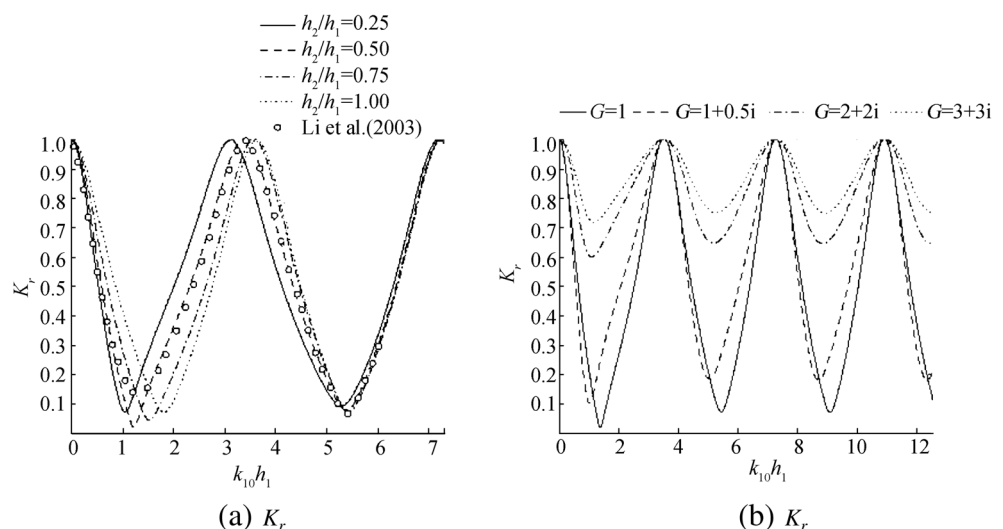 h₂/h₁=0.25
h₂/h₁=0.50
h₂/h₁=0.75
h₂/h₁=1.00
Li et al.(2003)
1.0
0.9
0.8
0.7
0.6
0.5
0.4
0.3
0.2
0.1
Kᵣ
0 1 2 3 4 5 6 7
k₁₀h₁
(a) Kᵣ
G=1 G=1+0.5i G=2+2i G=3+3i
1.0
0.9
0.8
0.7
0.6
0.5
0.4
0.3
0.2
0.1
Kᵣ
0 2 4 6 8 10 12
k₁₀h₁
(b) Kᵣ